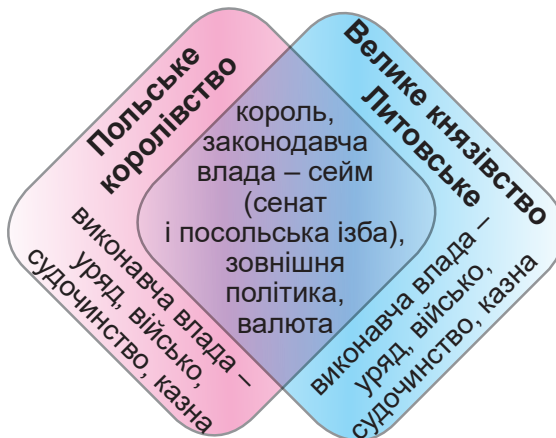 Польське
королівство
виконавча влада –
уряд, військо,
судочинство, казна
король,
законодавча
влада – сейм
(сенат
і посольська ізба),
зовнішня
політика,
валюта
Велике князівство
Литовське
виконавча влада –
уряд, військо,
судочинство, казна